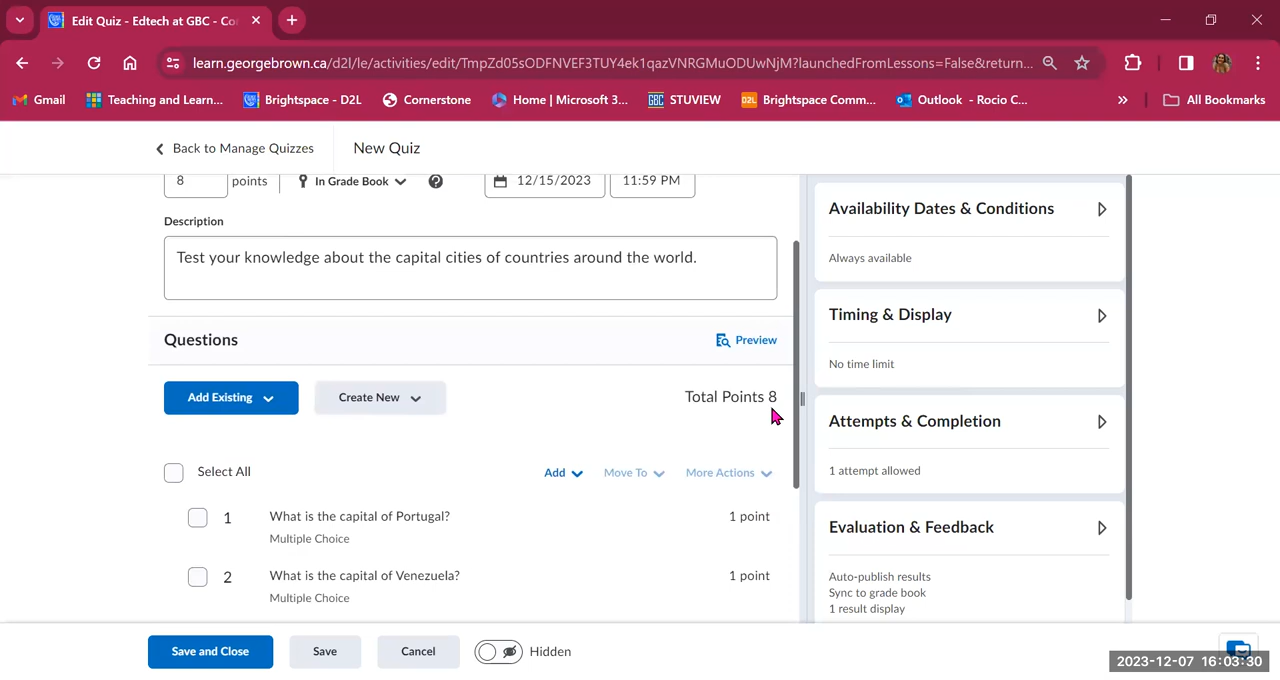 Edit Quiz - Edtech at GBC - Co
learn.georgebrown.ca/d2l/le/activities/edit/TmpZd05sODFNVEF3TUY4ek1qazVNRGMuODUwNjM?launchedFromLessons=False&return...
Gmail
Teaching and Learn...
Brightspace - D2L
Cornerstone
Home | Microsoft 3...
GBC STUVIEW
D2L Brightspace Comm...
Outlook - Rocio C...
All Bookmarks
Back to Manage Quizzes
New Quiz
8 points In Grade Book 12/15/2023 11:59 PM
Description
Test your knowledge about the capital cities of countries around the world.
Questions
Preview
Add Existing
Create New
Total Points 8
Select All
Add
Move To
More Actions
1 What is the capital of Portugal? 1 point
Multiple Choice
2 What is the capital of Venezuela? 1 point
Multiple Choice
Availability Dates & Conditions
Always available
Timing & Display
No time limit
Attempts & Completion
1 attempt allowed
Evaluation & Feedback
Auto-publish results
Sync to grade book
1 result display
Save and Close
Save
Cancel
Hidden
2023-12-07 16:03:30